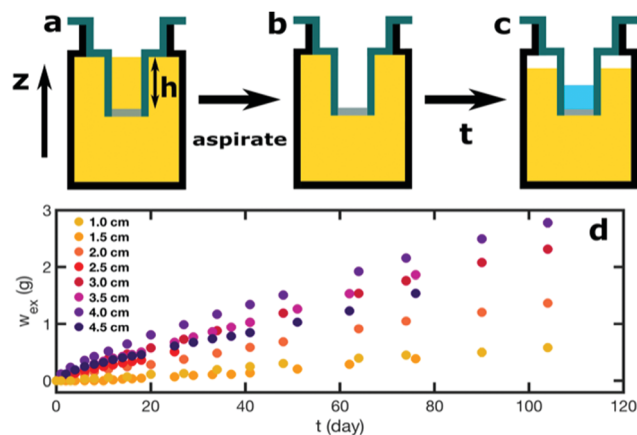 a
b
c
z
h
aspirate
t
d
3
2
1
0
w_ex (g)
1.0 cm
1.5 cm
2.0 cm
2.5 cm
3.0 cm
3.5 cm
4.0 cm
4.5 cm
0 20 40 60 80 100 120
t (day)